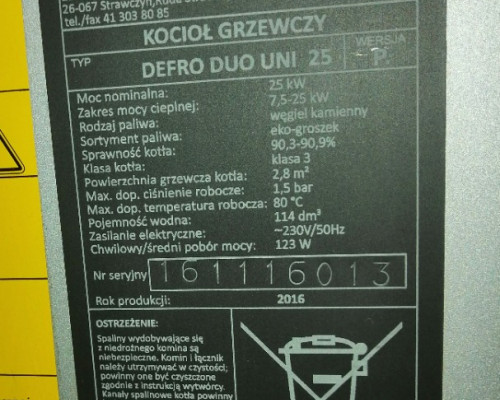 26-067 Strawczyn,
tel./fax 41 303 80 85
KOCIOŁ GRZEWCZY
TYP
DEFRO DUO UNI 25
WERSJA
P
Moc nominalna: 25 kW
Zakres mocy cieplnej: 7,5-25 kW
Rodzaj paliwa: węgiel kamienny
Sortyment paliwa: eko-groszek
Sprawność kotła: 90,3-90,9%
Klasa kotła: klasa 3
Powierzchnia grzewcza kotła: 2,8 m²
Max. dop. ciśnienie robocze: 1,5 bar
Max. dop. temperatura robocza: 80 °C
Pojemność wodna: 114 dm³
Zasilanie elektryczne: ~230V/50Hz
Chwilowy/średni pobór mocy: 123 W
Nr seryjny 161116013
Rok produkcji: 2016
OSTRZEŻENIE:
Spaliny wydobywające się
z niedrożnego komina są
niebezpieczne. Komin i łącznik
należy utrzymywać w czystości;
powinny one być czyszczone
zgodnie z instrukcją wytwórcy.
Kanały spalinowe kotła powinny